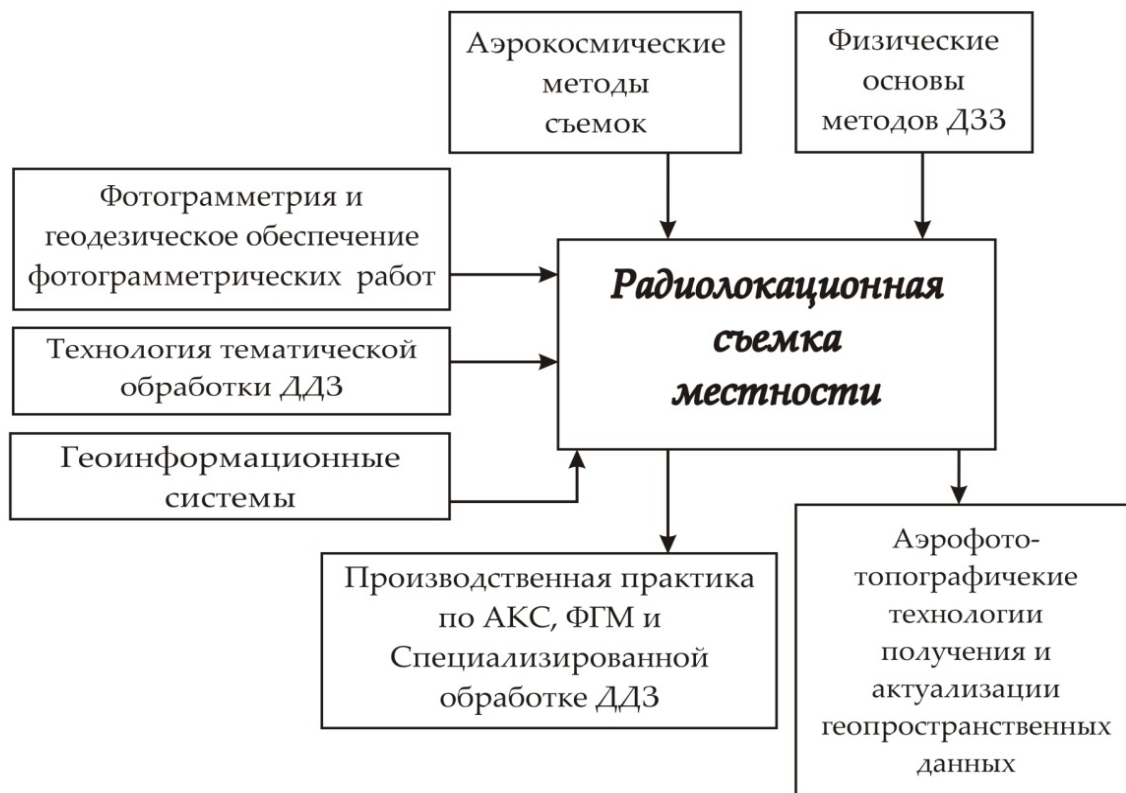 Аэрокосмические
методы
съемок
Физические
основы
методов ДЗЗ
Фотограмметрия и
геодезическое обеспечение
фотограмметрических работ
Радиолокационная
съемка
местности
Технология тематической
обработки ДДЗ
Геоинформационные
системы
Производственная практика
по АКС, ФГМ и
Специализированной
обработке ДДЗ
Аэрофото-
топографичекие
технологии
получения и
актуализации
геопространственных
данных